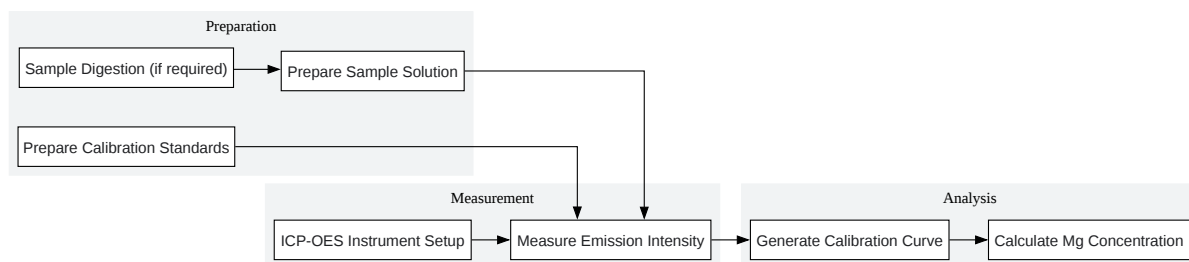 Preparation
Sample Digestion (if required)
Prepare Sample Solution
Prepare Calibration Standards
Measurement
ICP-OES Instrument Setup
Measure Emission Intensity
Analysis
Generate Calibration Curve
Calculate Mg Concentration